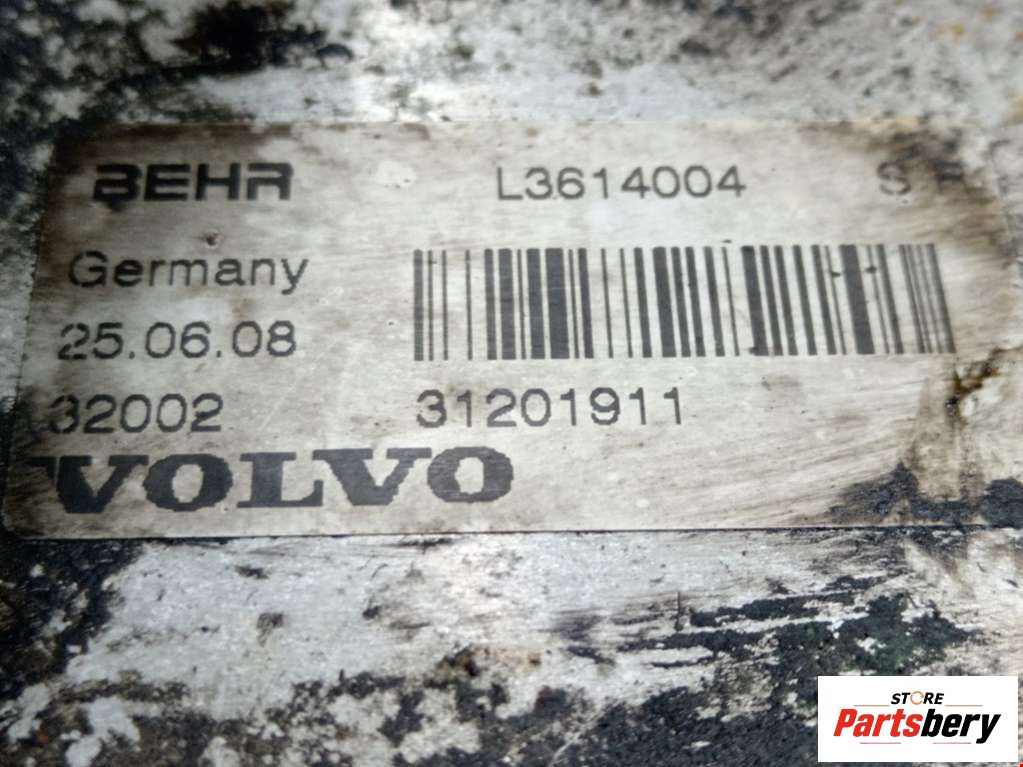 BEHR L3614004 S
Germany
25.06.08
32002 31201911
VOLVO
STORE
Partsbery